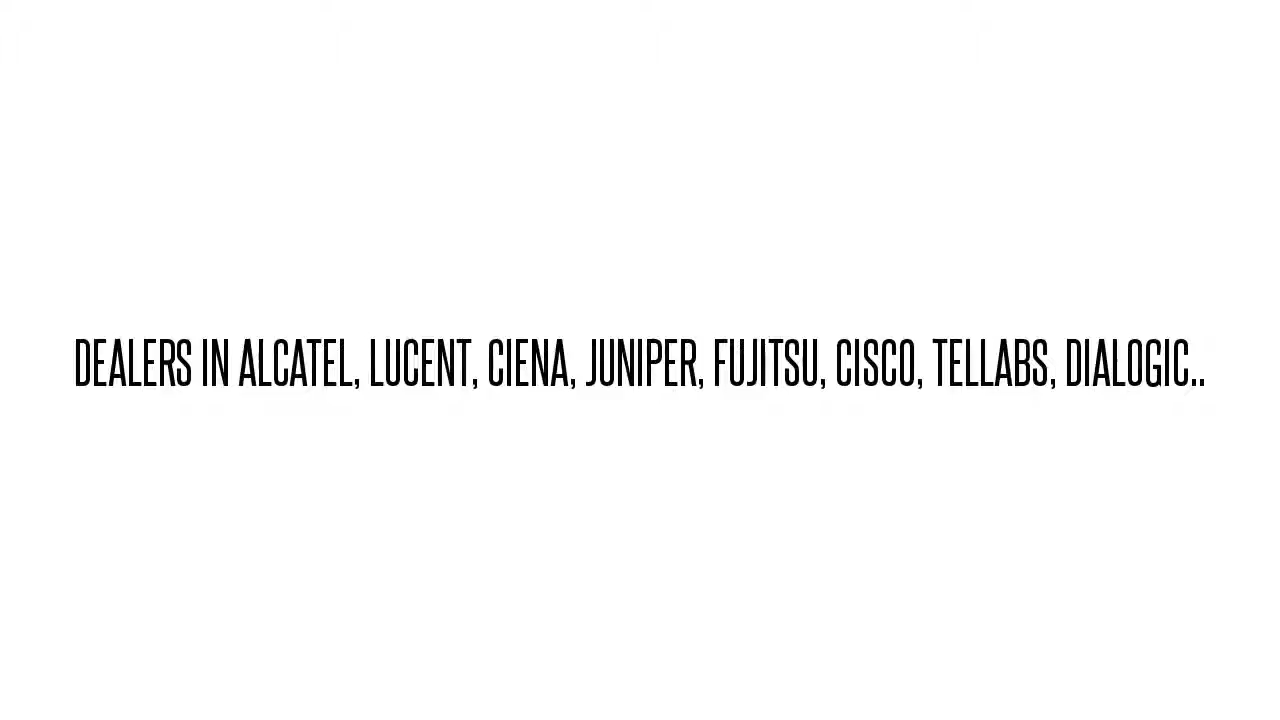 DEALERS IN ALCATEL, LUCENT, CIENA, JUNIPER, FUJITSU, CISCO, TELLABS, DIALOGIC..